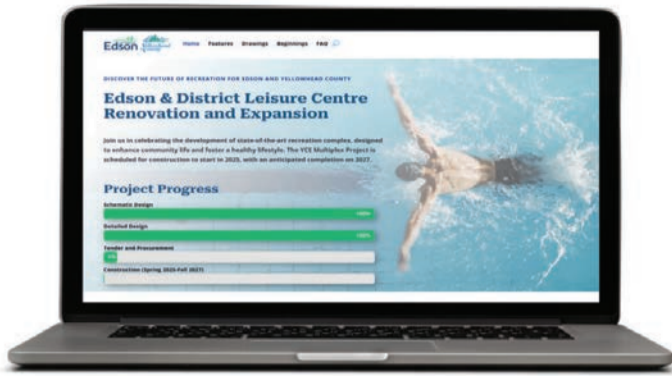 Edson
Home Features Drawings Beginnings FAQ
DISCOVER THE FUTURE OF RECREATION FOR EDSON AND YELLOWHEAD COUNTY
Edson & District Leisure Centre
Renovation and Expansion
Join us in celebrating the development of state-of-the-art recreation complex, designed
to enhance community life and foster a healthy lifestyle. The YCE Multiplex Project is
scheduled for construction to start in 2025, with an anticipated completion on 2027.
Project Progress
Schematic Design
100%
Detailed Design
100%
Tender and Procurement
5%
Construction (Spring 2025-Fall 2027)